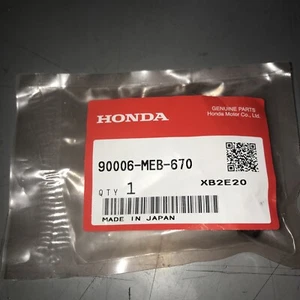 HONDA
GENUINE PARTS
Honda Motor Co., Ltd.
90006-MEB-670
XB2E20
QTY 1
MADE IN JAPAN